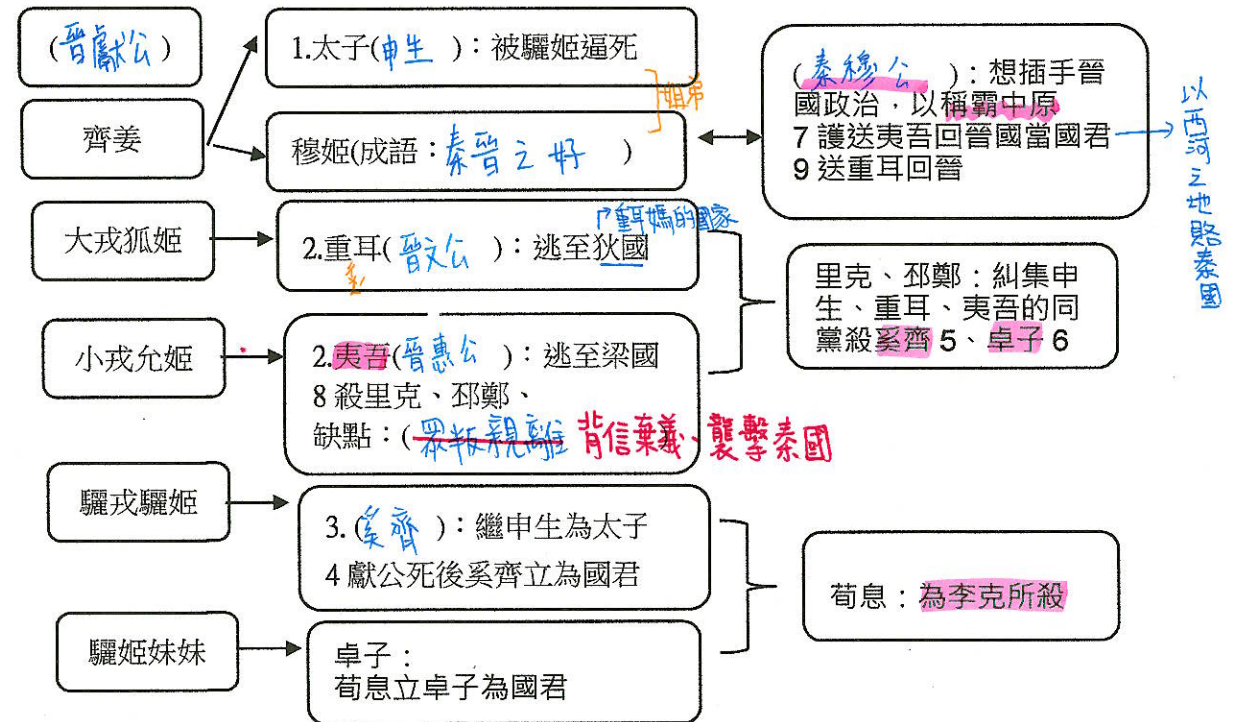 (晉獻公)
齊姜
1.太子(申生 ):被驪姬逼死
姐弟
穆姬(成語:秦晉之好 )
(秦穆公 ):想插手晉
國政治,以稱霸中原
7 護送夷吾回晉國當國君
9 送重耳回晉
以西河之地賂秦國
大戎狐姬
重耳媽的國家
2.重耳(晉文公 ):逃至狄國
里克、邳鄭:糾集申
生、重耳、夷吾的同
黨殺奚齊 5、卓子 6
小戎允姬
2.夷吾(晉惠公 ):逃至梁國
8 殺里克、邳鄭、
缺點:(眾叛親離 背信棄義、襲擊秦國
驪戎驪姬
3.(奚齊 ):繼申生為太子
4 獻公死後奚齊立為國君
荀息:為李克所殺
驪姬妹妹
卓子:
荀息立卓子為國君